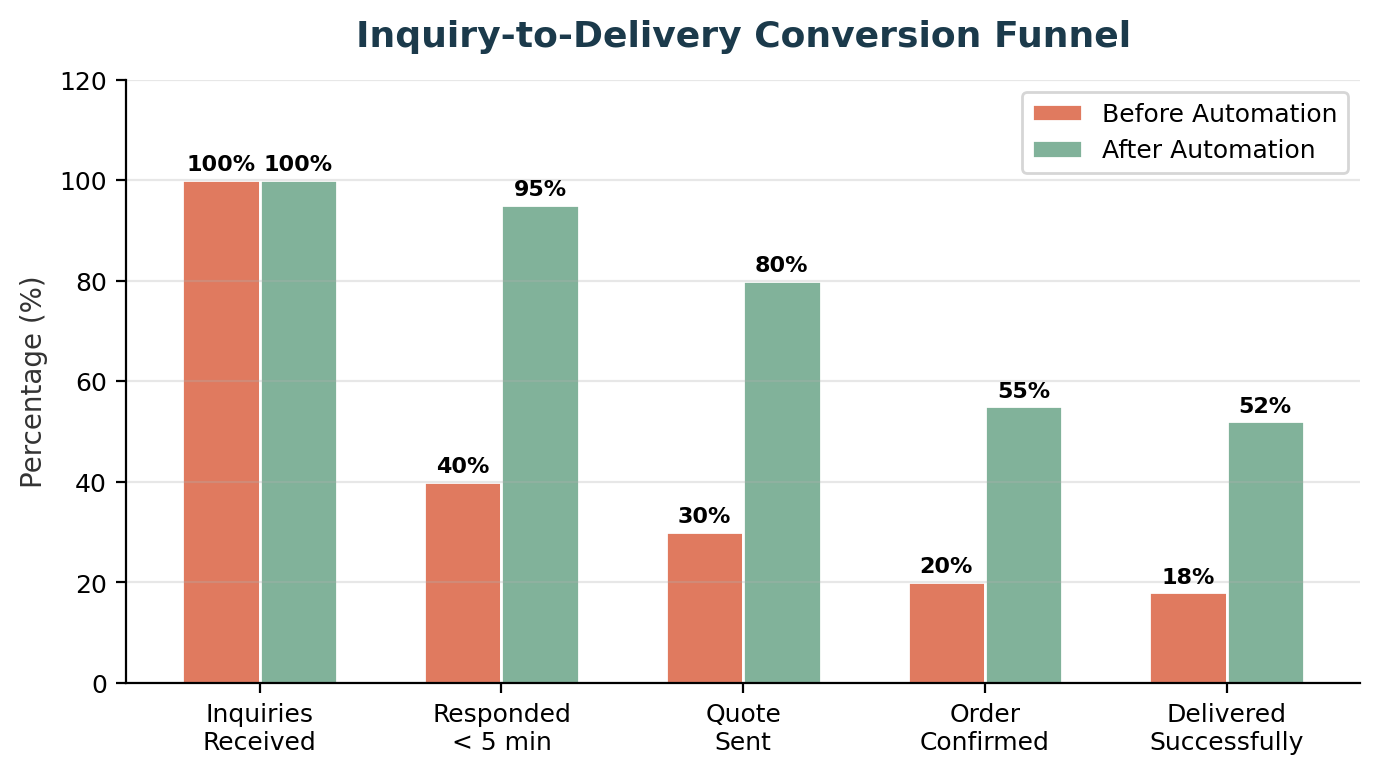 Inquiry-to-Delivery Conversion Funnel
Percentage (%)
120
100
80
60
40
20
0
Before Automation
After Automation
100% 100%
40%
95%
30%
80%
20%
55%
18%
52%
Inquiries
Received
Responded
< 5 min
Quote
Sent
Order
Confirmed
Delivered
Successfully